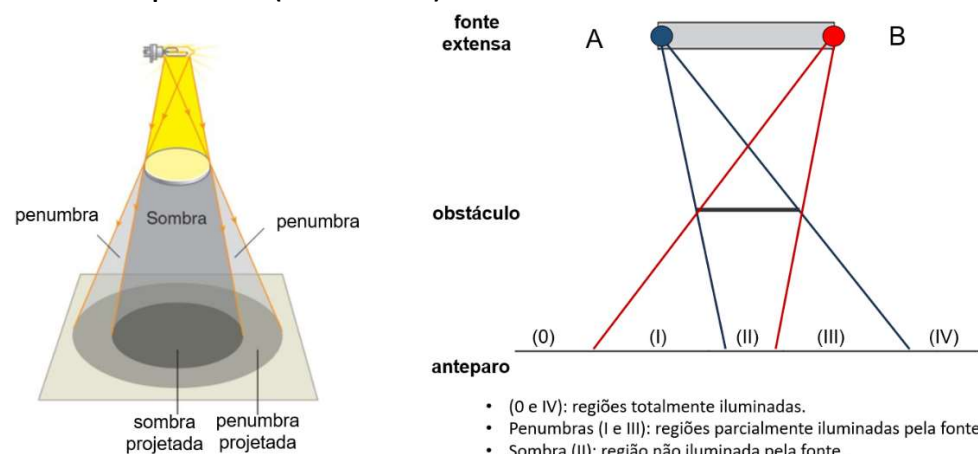 penumbra
Sombra
penumbra
sombra
projetada
penumbra
projetada
fonte
extensa
A
B
obstáculo
(0)
(I)
(II)
(III)
(IV)
anteparo
• (0 e IV): regiões totalmente iluminadas.
• Penumbras (I e III): regiões parcialmente iluminadas pela fonte
• Sombra (II): região não iluminada pela fonte